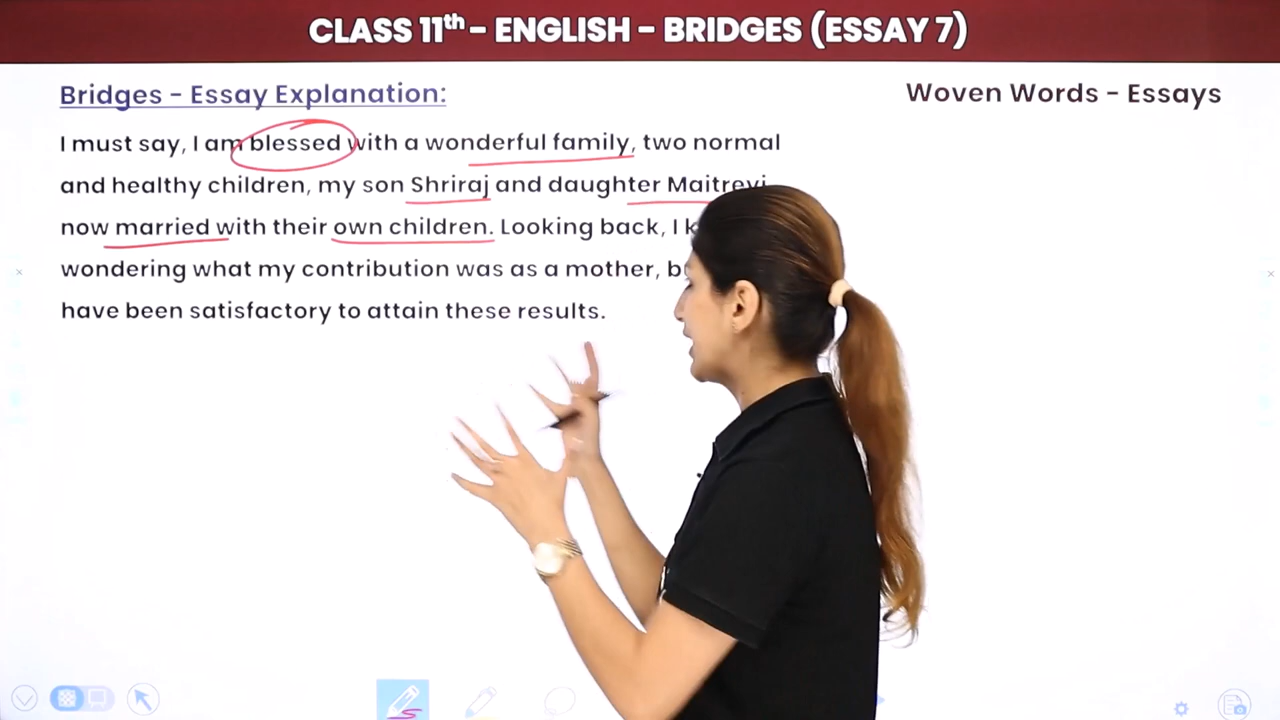 CLASS 11th - ENGLISH - BRIDGES (ESSAY 7)
Bridges - Essay Explanation:
Woven Words - Essays
I must say, I am blessed with a wonderful family, two normal
and healthy children, my son Shriraj and daughter Maitreyi
now married with their own children. Looking back, I
wondering what my contribution was as a mother,
have been satisfactory to attain these results.